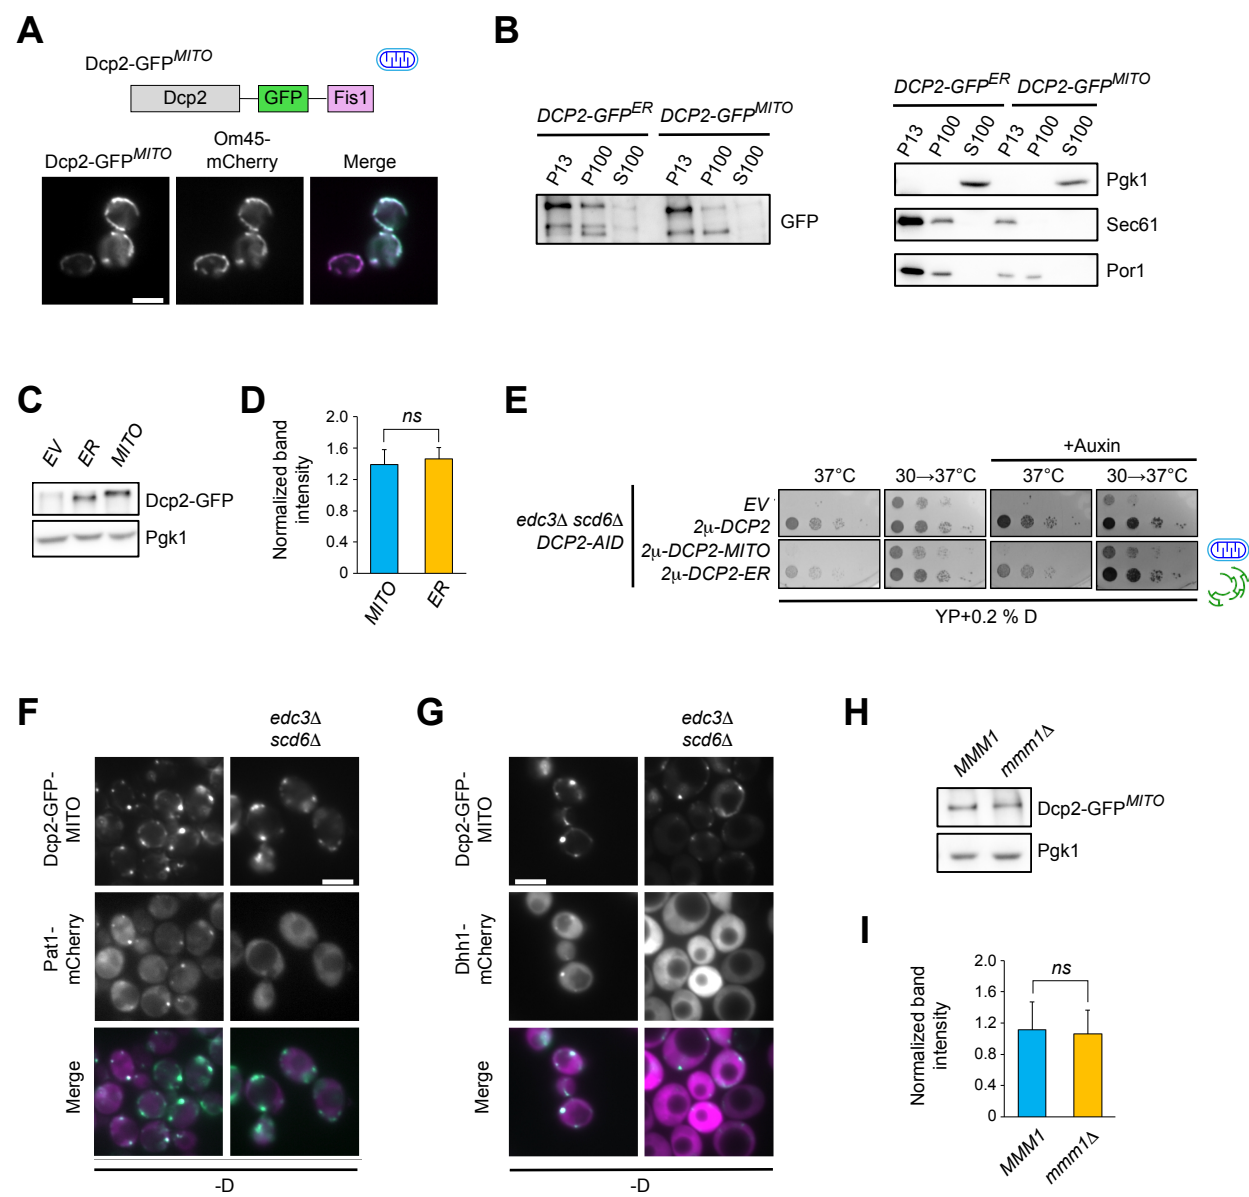 A
Dcp2-GFPMITO
Dcp2
GFP
Fis1
Dcp2-GFPMITO
Om45-
mCherry
Merge
B
DCP2-GFPER
DCP2-GFPMITO
P13
P100
S100
P13
P100
S100
GFP
DCP2-GFPER
DCP2-GFPMITO
P13
P100
S100
P13
P100
S100
Pgk1
Sec61
Por1
C
EV
ER
MITO
Dcp2-GFP
Pgk1
D
Normalized band
intensity
2.0
1.6
1.2
0.8
0.4
0
ns
MITO
ER
E
+Auxin
37°C
30→37°C
37°C
30→37°C
edc3Δ scd6Δ
DCP2-AID
EV
2μ-DCP2
2μ-DCP2-MITO
2μ-DCP2-ER
YP+0.2 % D
F
edc3Δ
scd6Δ
Dcp2-GFP-
MITO
Pat1-
mCherry
Merge
-D
G
edc3Δ
scd6Δ
Dcp2-GFP-
MITO
Dhh1-
mCherry
Merge
-D
H
MMM1
mmm1Δ
Dcp2-GFPMITO
Pgk1
I
Normalized band
intensity
2.0
1.6
1.2
0.8
0.4
0
ns
MMM1
mmm1Δ